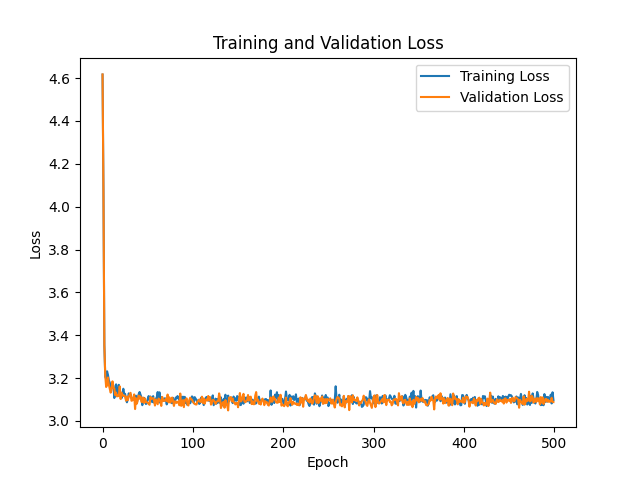 Training and Validation Loss
Training Loss
Validation Loss
4.6
4.4
4.2
4.0
3.8
3.6
3.4
3.2
3.0
Loss
0 100 200 300 400 500
Epoch